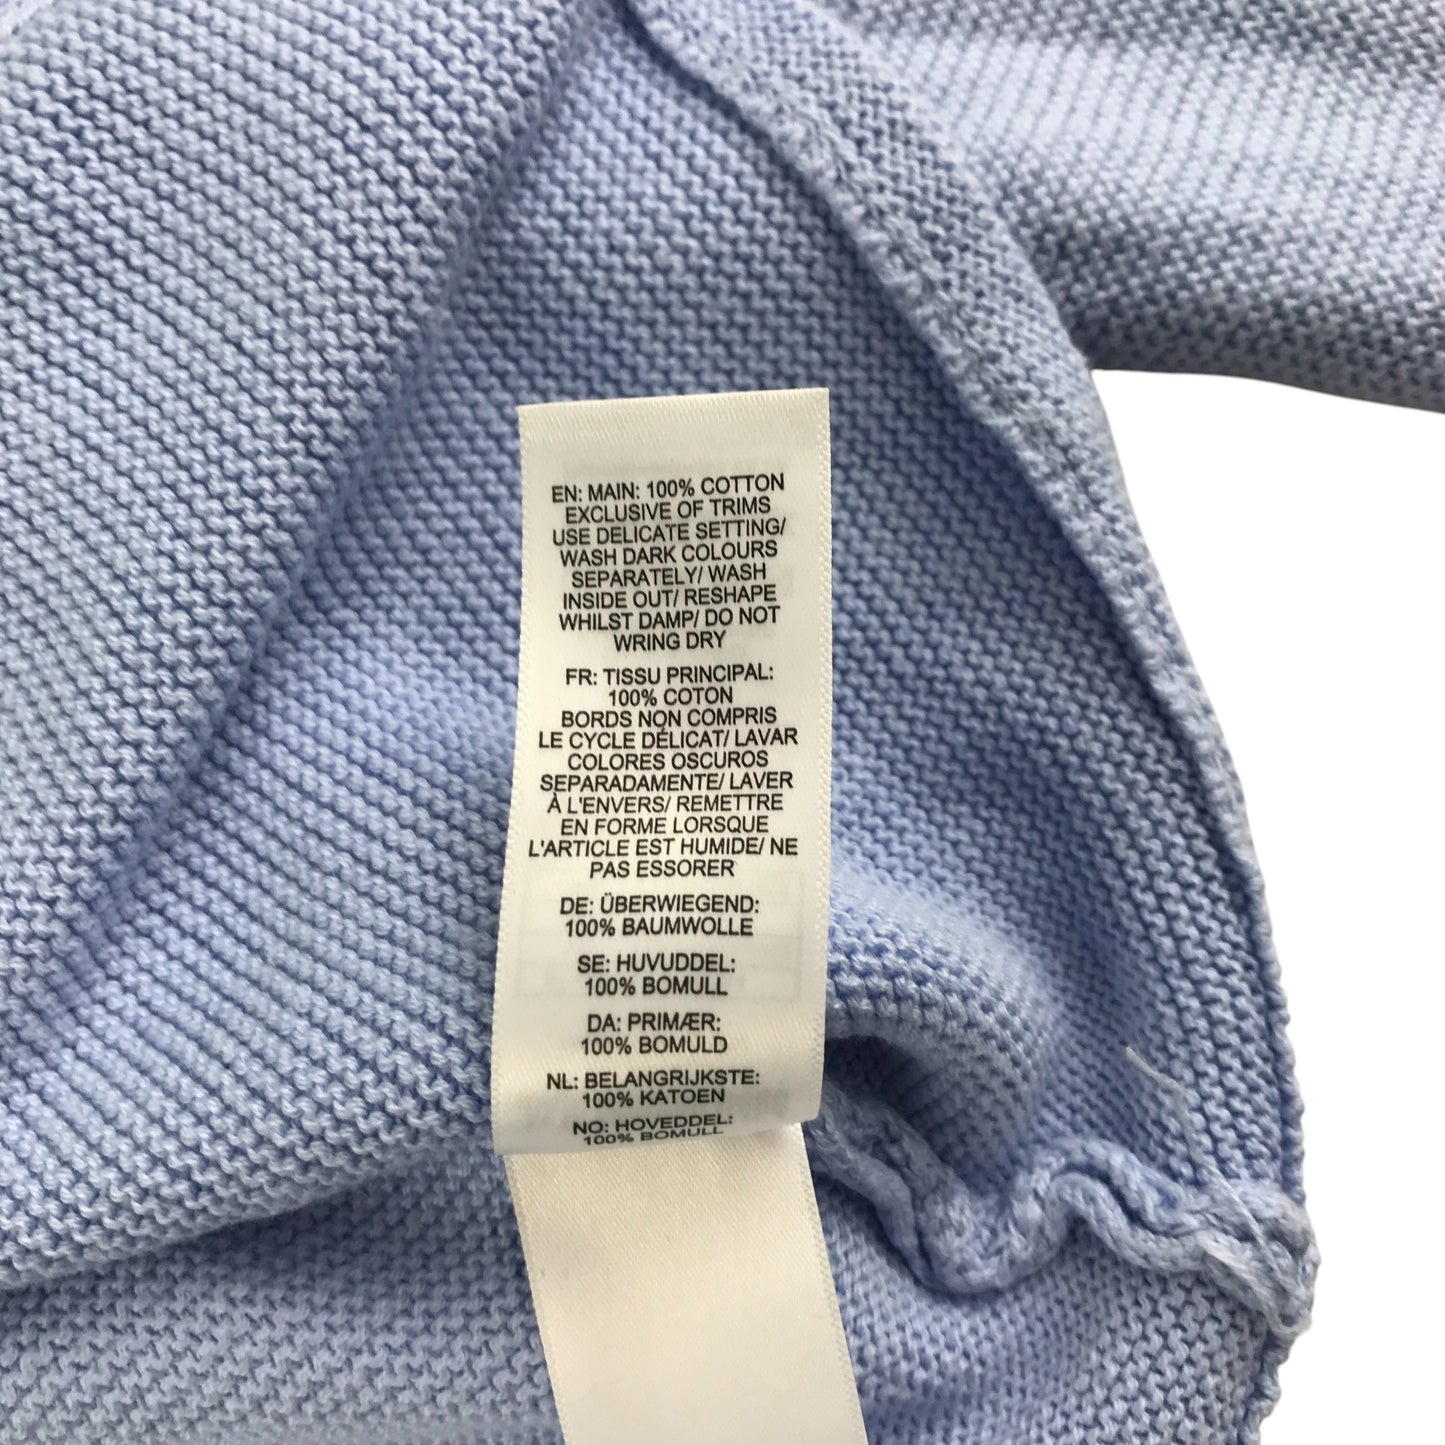 EN: MAIN: 100% COTTON
EXCLUSIVE OF TRIMS
USE DELICATE SETTING/
WASH DARK COLOURS
SEPARATELY/ WASH
INSIDE OUT/ RESHAPE
WHILST DAMP/ DO NOT
WRING DRY
FR: TISSU PRINCIPAL:
100% COTON
BORDS NON COMPRIS
LE CYCLE DÉLICAT/ LAVAR
COLORES OSCUROS
SEPARADAMENTE/ LAVER
À L'ENVERS/ REMETTRE
EN FORME LORSQUE
L'ARTICLE EST HUMIDE/ NE
PAS ESSORER
DE: ÜBERWIEGEND:
100% BAUMWOLLE
SE: HUVUDDEL:
100% BOMULL
DA: PRIMÆR:
100% BOMULD
NL: BELANGRIJKSTE:
100% KATOEN
NO: HOVEDDEL:
100% BOMULL